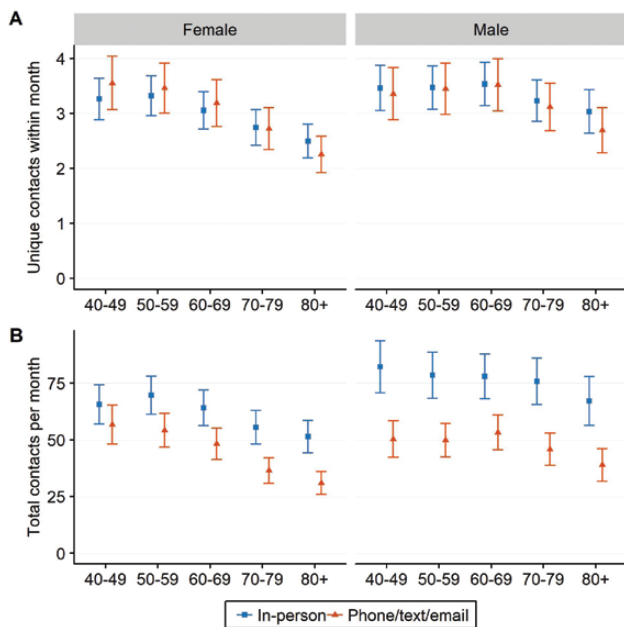 A
Female
Male
Unique contacts within month
4
3
2
1
0
40-49 50-59 60-69 70-79 80+
40-49 50-59 60-69 70-79 80+
B
Total contacts per month
75
50
25
0
40-49 50-59 60-69 70-79 80+
40-49 50-59 60-69 70-79 80+
In-person Phone/text/email